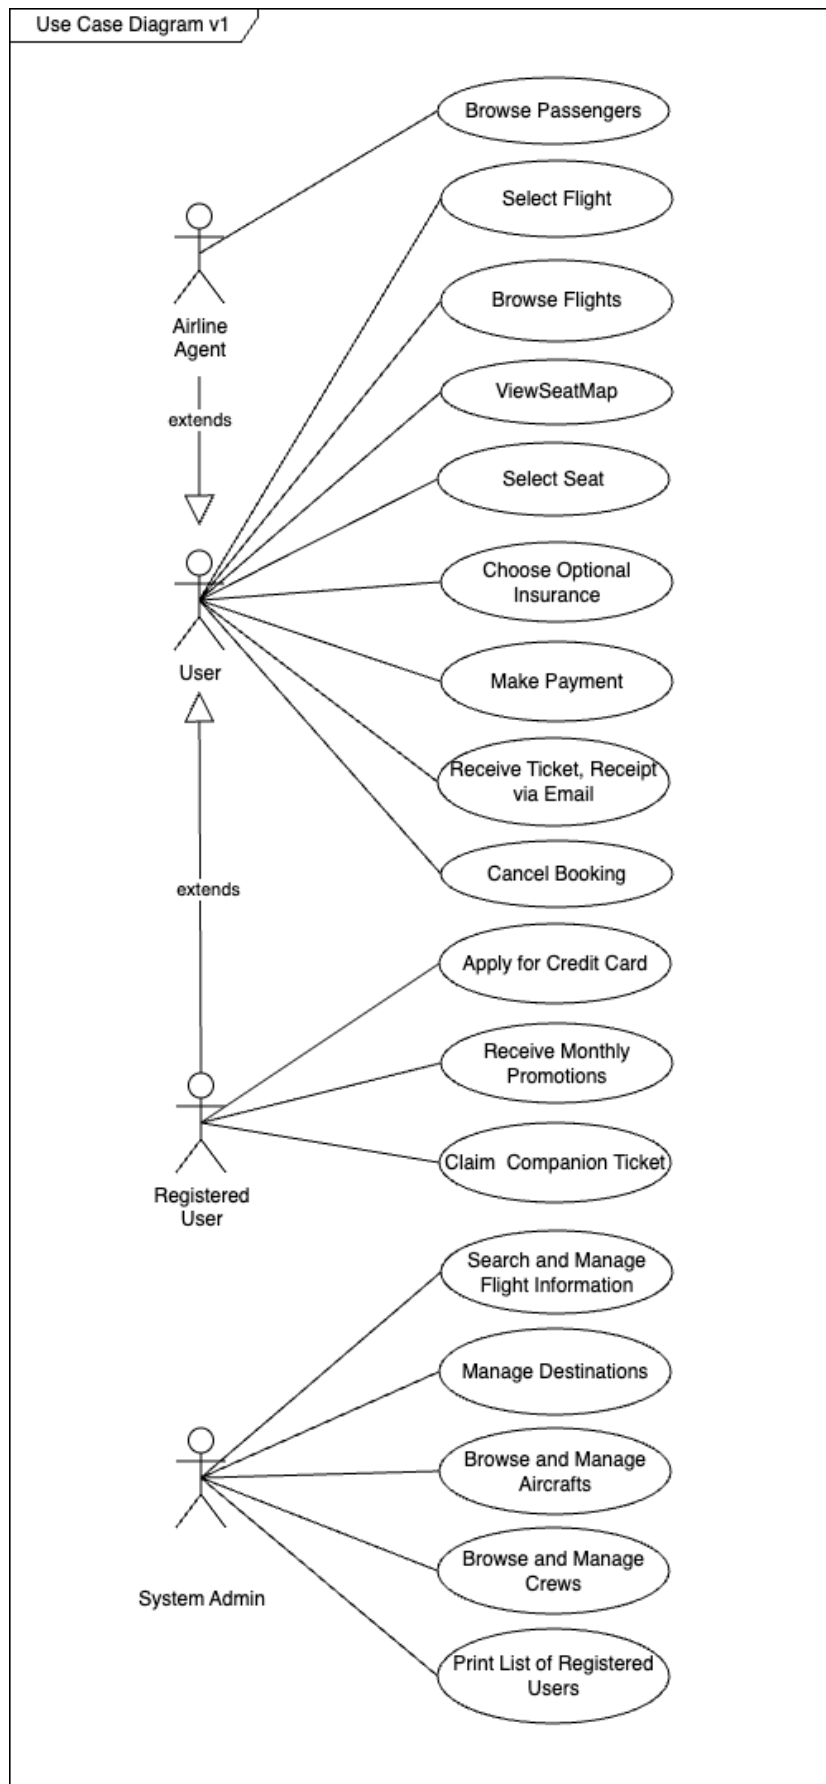 Use Case Diagram v1
Browse Passengers
Select Flight
Airline
Agent
Browse Flights
ViewSeatMap
extends
Select Seat
Choose Optional
Insurance
User
Make Payment
Receive Ticket, Receipt
via Email
Cancel Booking
extends
Apply for Credit Card
Receive Monthly
Promotions
Claim  Companion Ticket
Registered
User
Search and Manage
Flight Information
Manage Destinations
Browse and Manage
Aircrafts
Browse and Manage
Crews
System Admin
Print List of Registered
Users